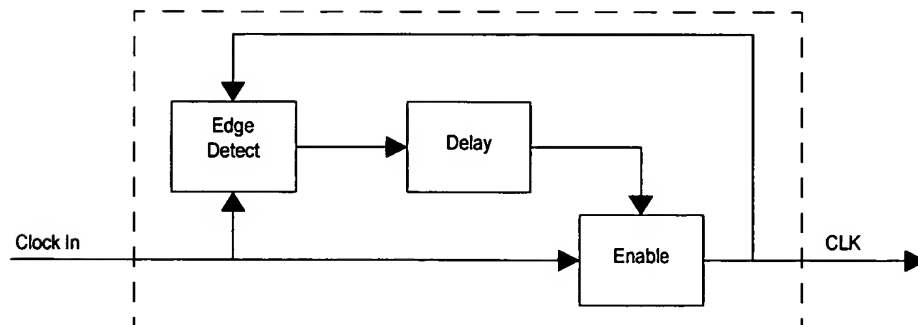 Edge
Detect
Delay
Clock In
Enable
CLK